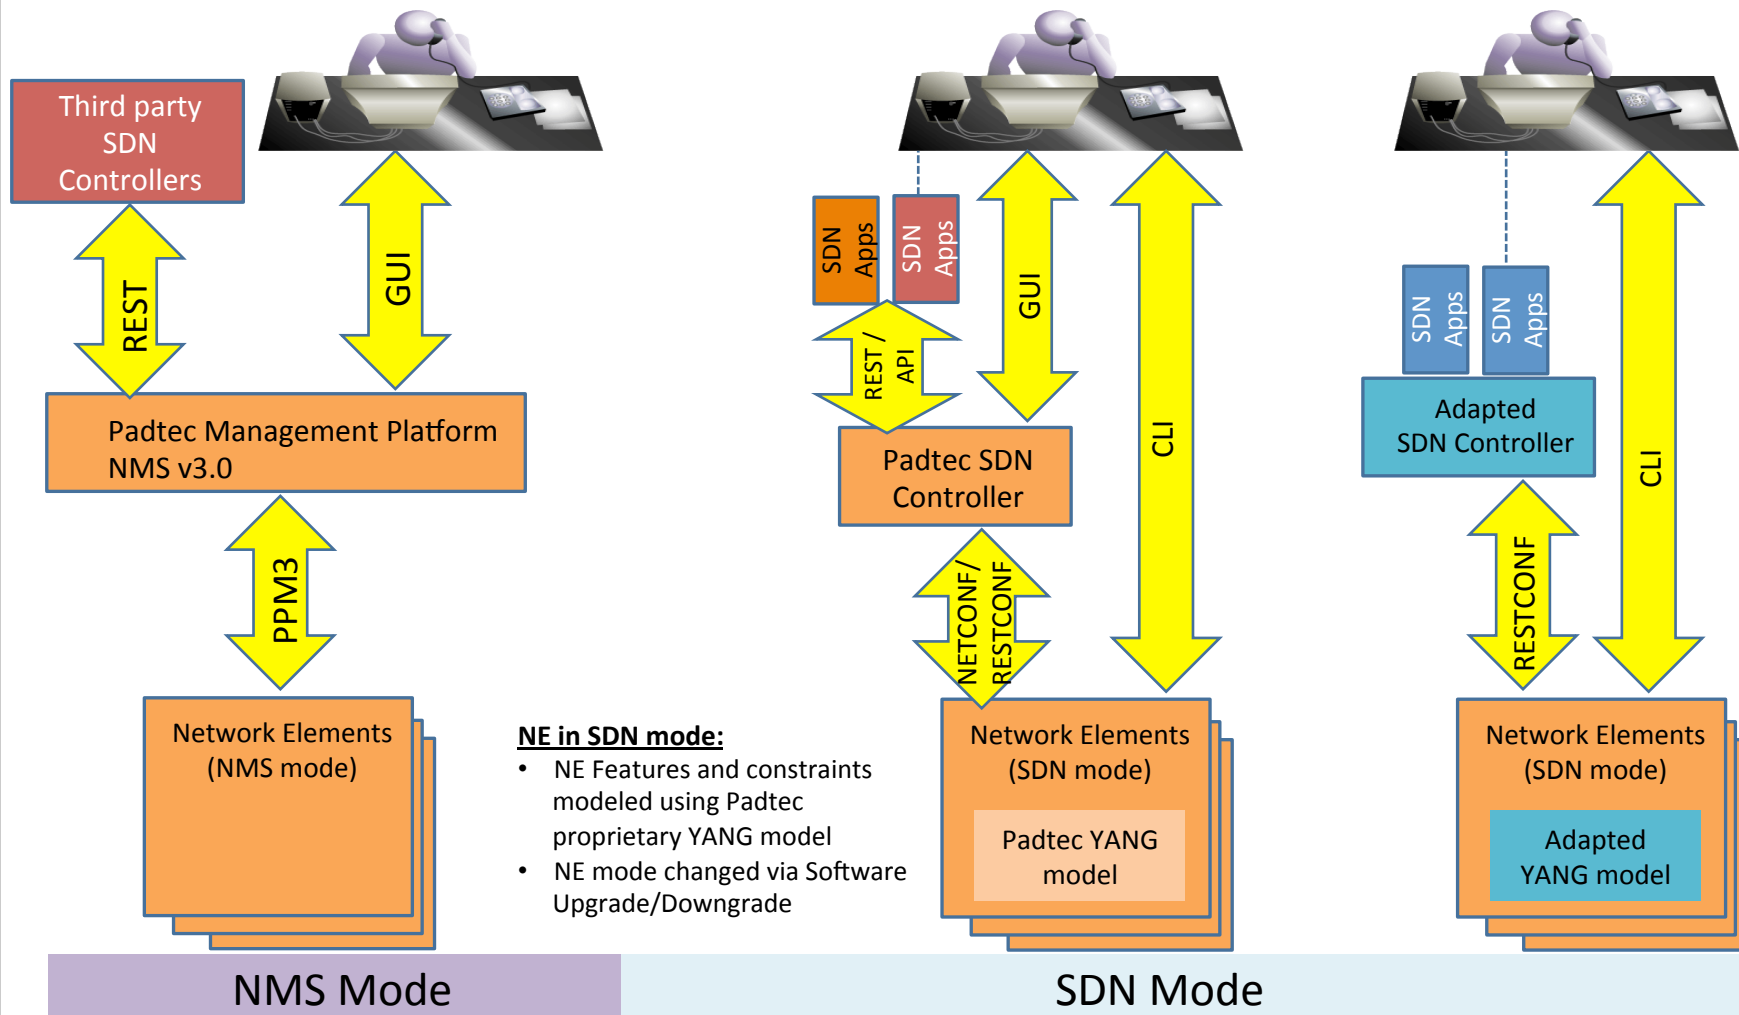 Third party
SDN
Controllers
REST
GUI
Padtec Management Platform
NMS v3.0
PPM3
Network Elements
(NMS mode)
NE in SDN mode:
• NE Features and constraints
modeled using Padtec
proprietary YANG model
• NE mode changed via Software
Upgrade/Downgrade
SDN
Apps
SDN
Apps
REST /
API
GUI
CLI
Padtec SDN
Controller
NETCONF/
RESTCONF
Network Elements
(SDN mode)
Padtec YANG
model
SDN
Apps
SDN
Apps
Adapted
SDN Controller
CLI
RESTCONF
Network Elements
(SDN mode)
Adapted
YANG model
NMS Mode
SDN Mode